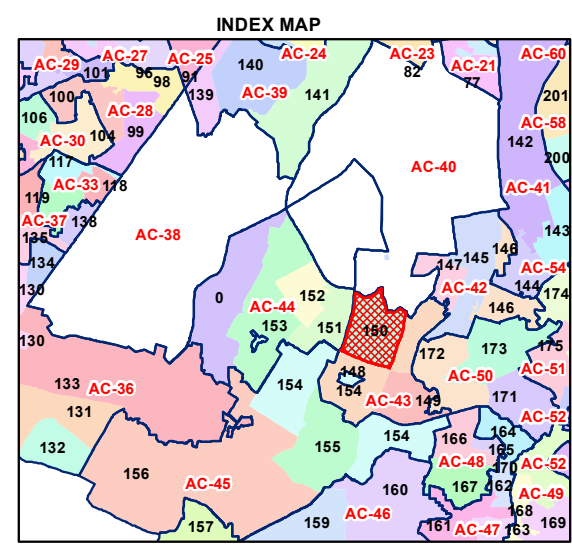 INDEX MAP
AC-29 AC-27 AC-25 AC-24 AC-23 AC-21 AC-60
101 96 98 91 140 82 77
100 AC-28 139 AC-39 141 201
106 104 99 AC-40 142 AC-58
AC-30
117 200
119 AC-33 118 AC-41
AC-37 138 143
135 AC-38 145 146
134 147 AC-54
130 0 152 AC-42 144 174
AC-44 146
130 153 151 150 175
172 173
133 AC-36 154 148 AC-50 AC-51
131 154 AC-43 149 171
AC-52
132 155 154 166 164
156 AC-45 AC-48 165 170 AC-52
160 167 162 AC-49
157 159 AC-46 161 AC-47 168 163 169